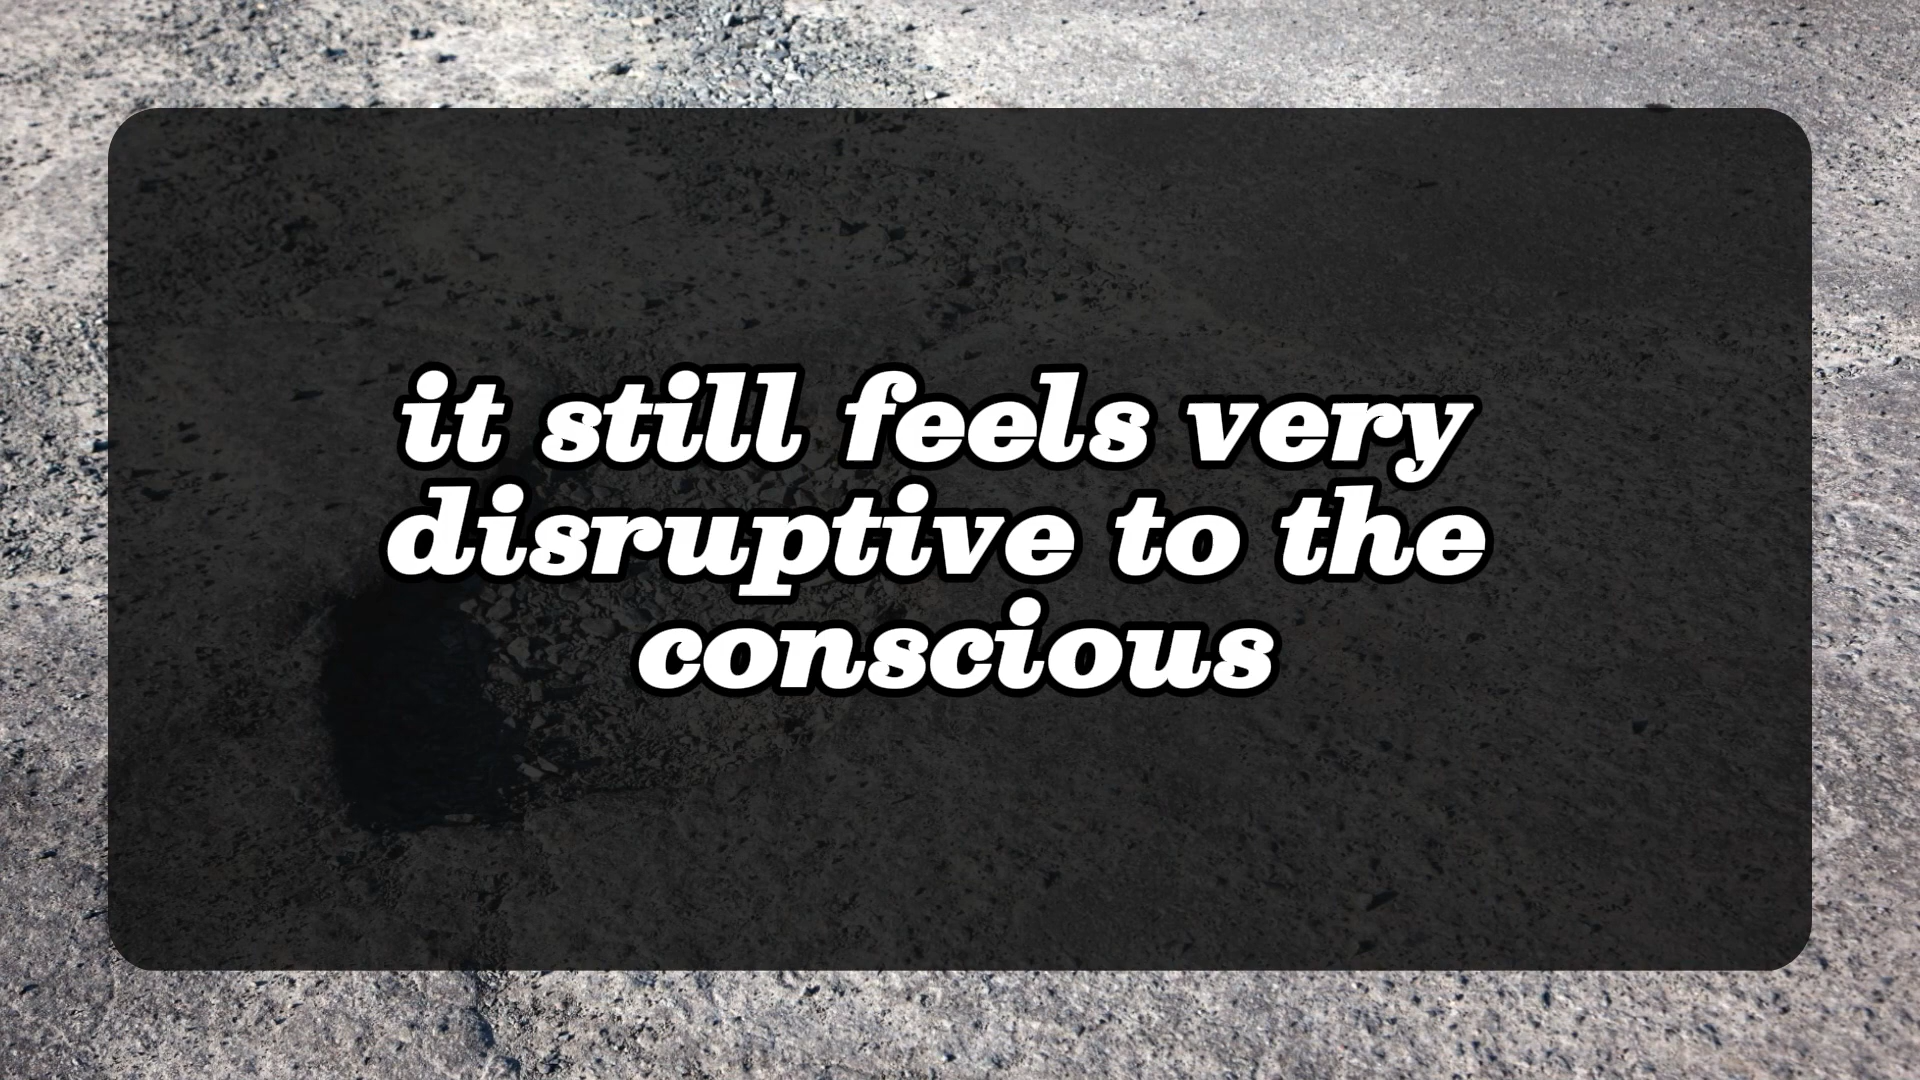 it still feels very
disruptive to the
conscious